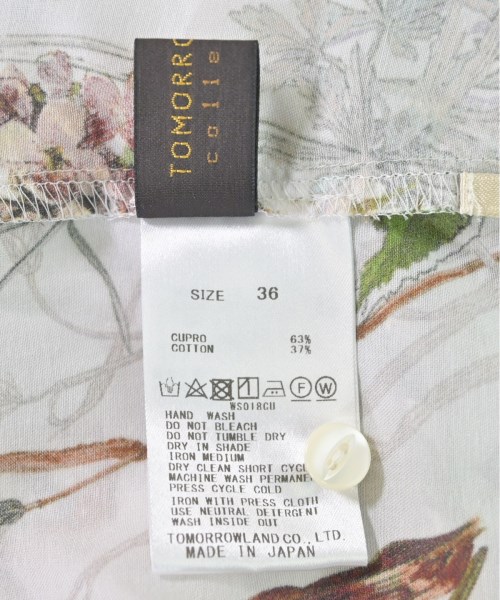 TOMORRO
colle
SIZE 36
CUPRO 63%
COTTON 37%
F W
WS018CH
HAND WASH
DO NOT BLEACH
DO NOT TUMBLE DRY
DRY IN SHADE
IRON MEDIUM
DRY CLEAN SHORT CYCL
MACHINE WASH PERMANE
PRESS CYCLE COLD
IRON WITH PRESS CLOTH
USE NEUTRAL DETERGENT
WASH INSIDE OUT
TOMORROWLAND CO., LTD.
MADE IN JAPAN